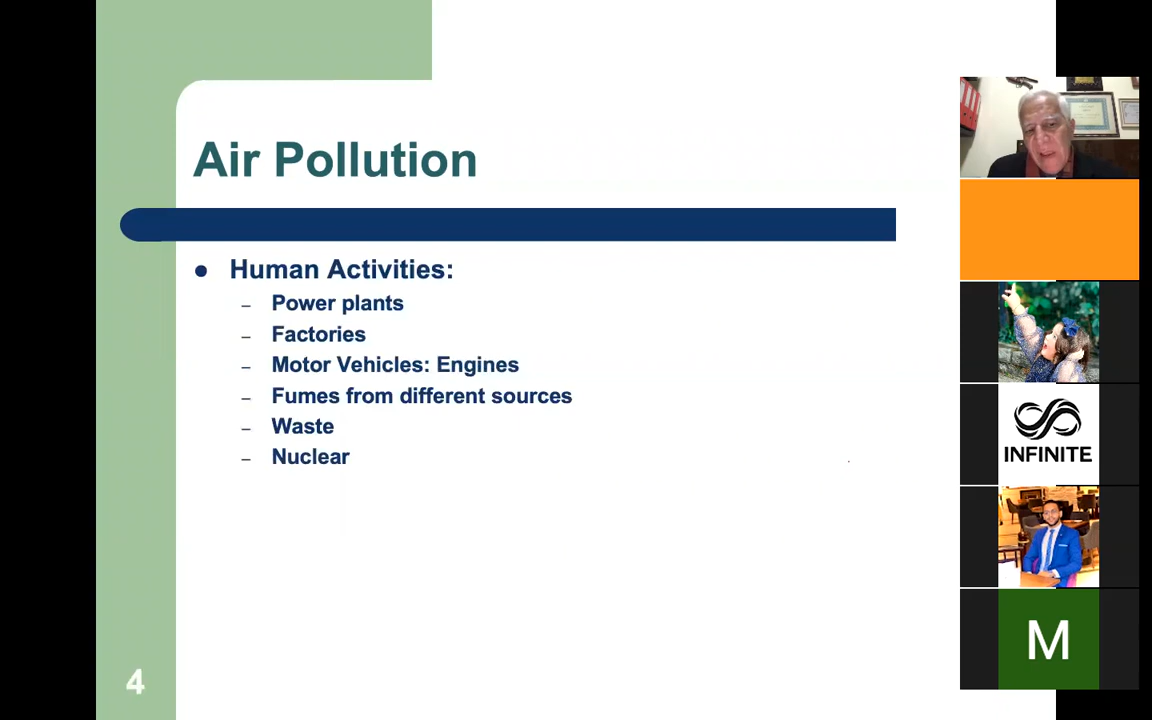 Air Pollution
Human Activities:
– Power plants
– Factories
– Motor Vehicles: Engines
– Fumes from different sources
– Waste
– Nuclear
4
INFINITE
M